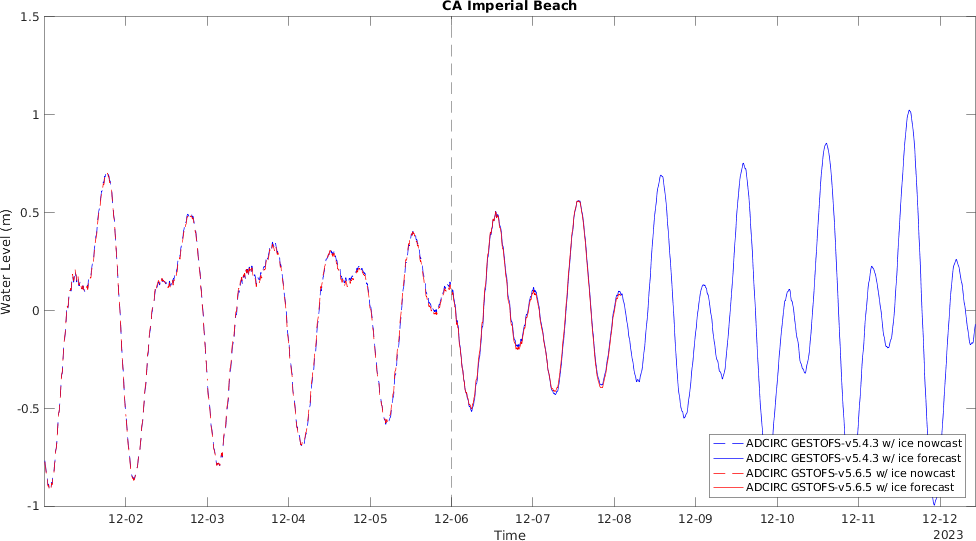 CA Imperial Beach
1.5
1
0.5
0
-0.5
-1
Water Level (m)
12-02 12-03 12-04 12-05 12-06 12-07 12-08 12-09 12-10 12-11 12-12
Time
2023
ADCIRC GESTOFS-v5.4.3 w/ ice nowcast
ADCIRC GESTOFS-v5.4.3 w/ ice forecast
ADCIRC GSTOFS-v5.6.5 w/ ice nowcast
ADCIRC GSTOFS-v5.6.5 w/ ice forecast